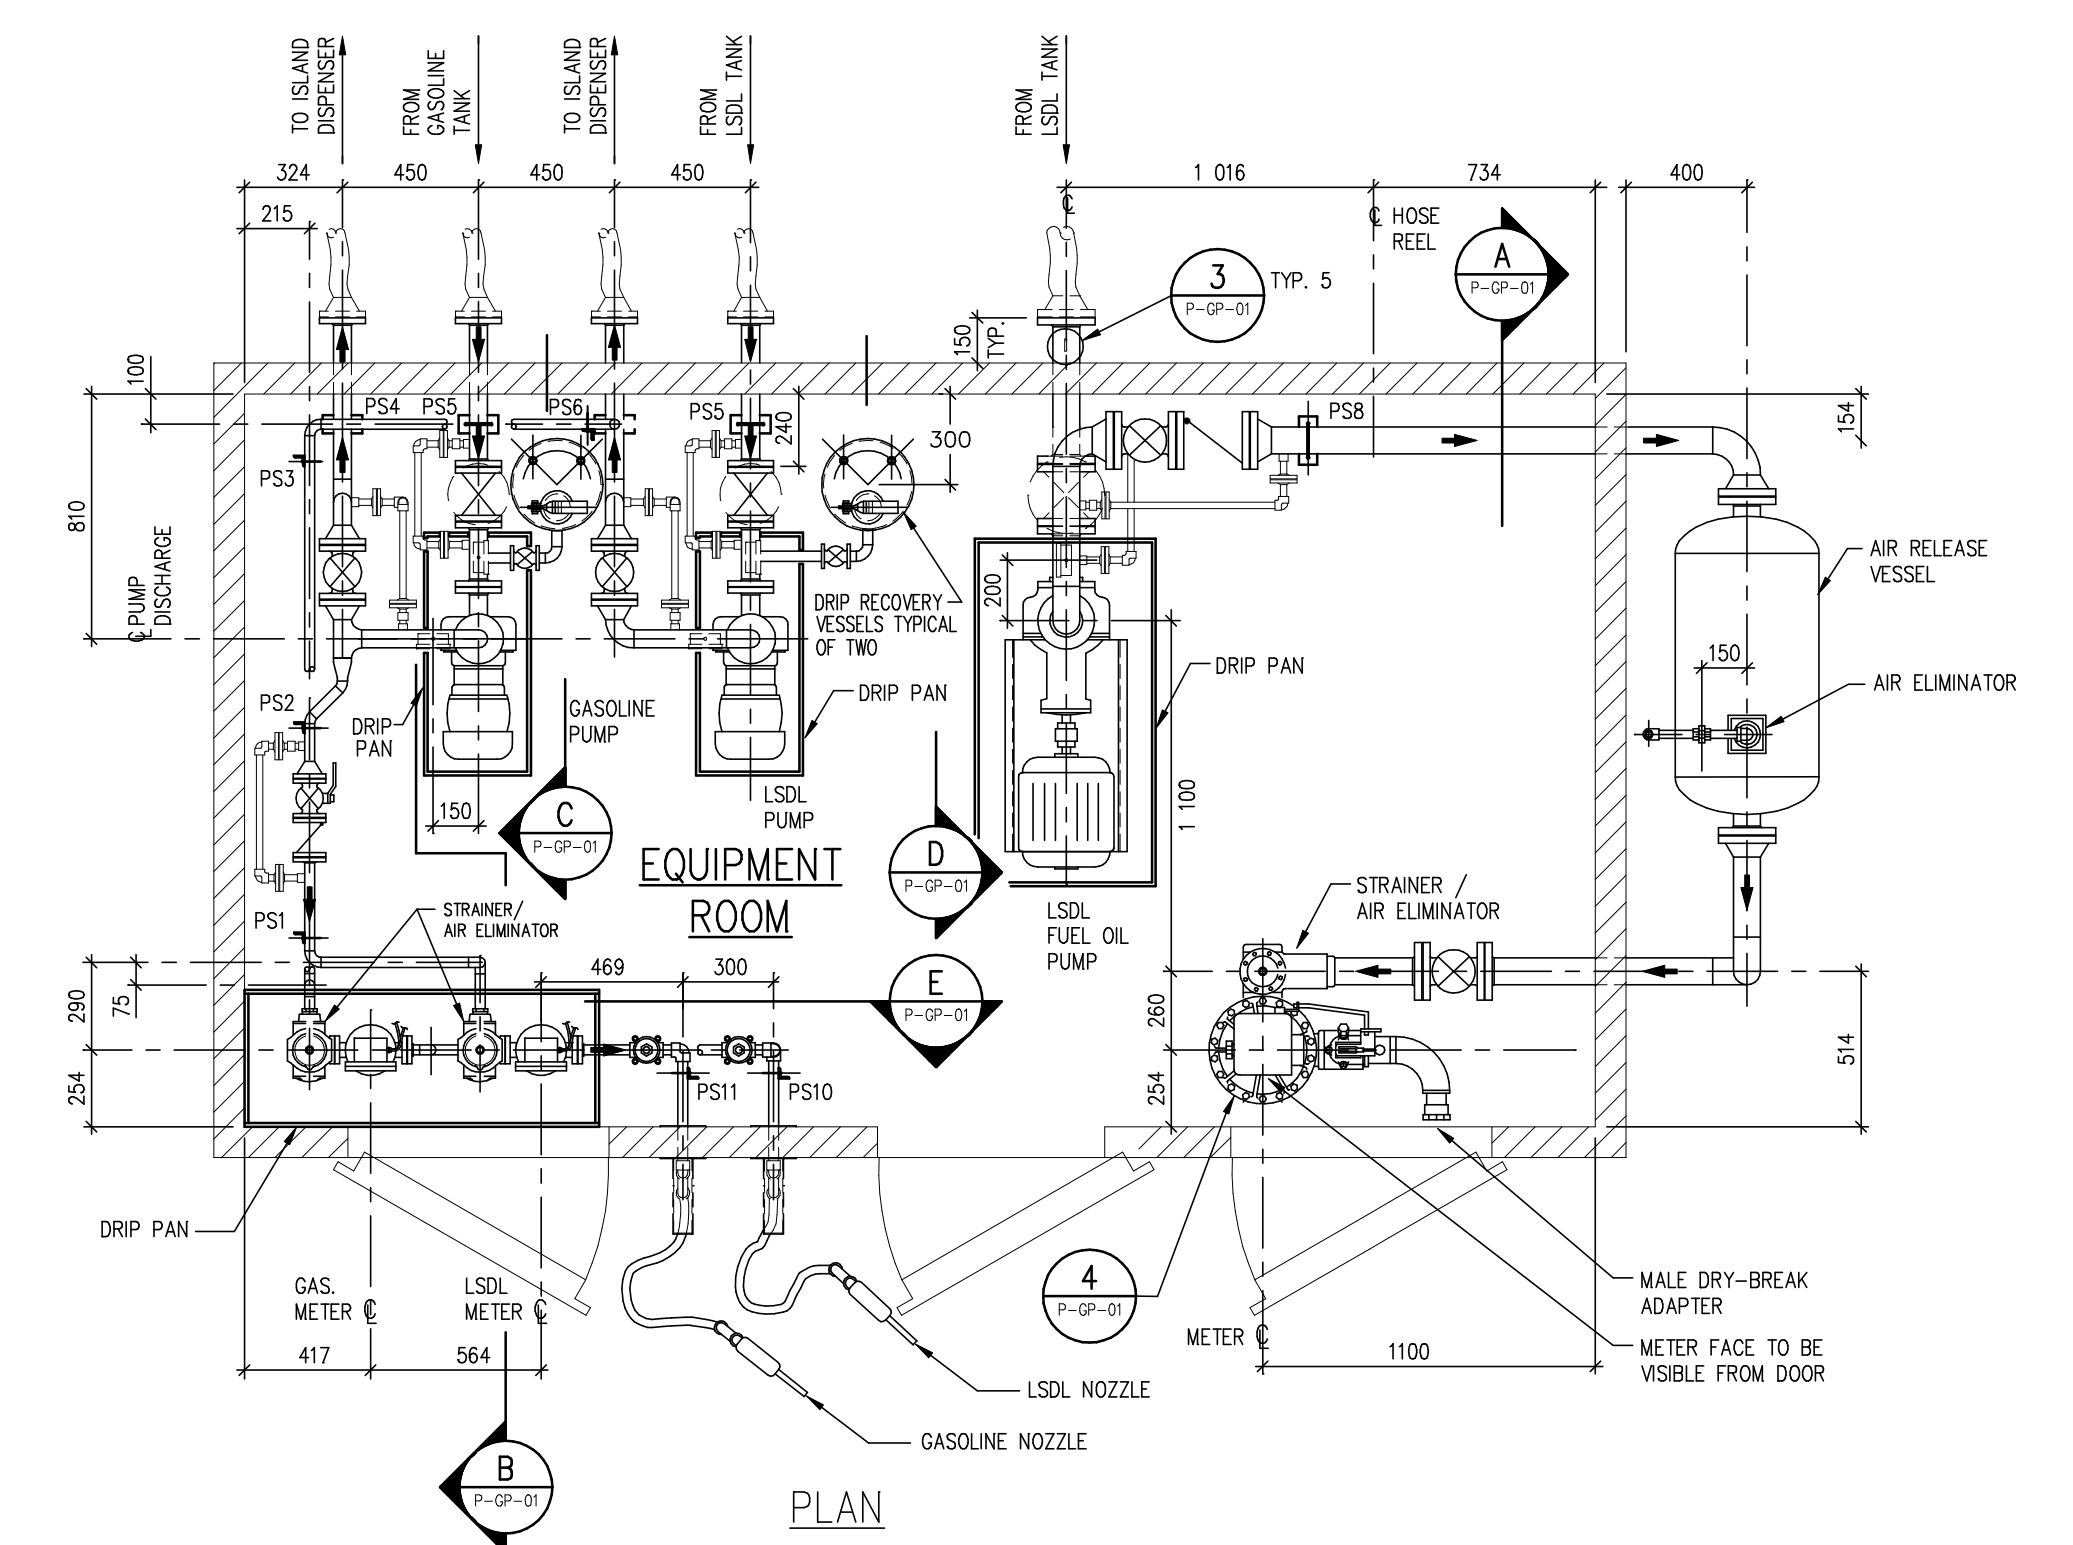 TO ISLAND
DISPENSER
FROM
GASOLINE
TANK
TO ISLAND
DISPENSER
FROM
LSDL TANK
FROM
LSDL TANK
324
450
450
450
1 016
734
400
215
℄
℄ HOSE
REEL
A
P-GP-01
3
P-GP-01
TYP. 5
150
TYP.
100
PS4
PS5
PS6
PS5
240
300
PS8
154
PS3
810
℄ PUMP
DISCHARGE
DRIP RECOVERY
VESSELS TYPICAL
OF TWO
200
AIR RELEASE
VESSEL
150
AIR ELIMINATOR
DRIP PAN
DRIP PAN
PS2
DRIP
PAN
GASOLINE
PUMP
150
C
P-GP-01
LSDL
PUMP
1 100
D
P-GP-01
EQUIPMENT
ROOM
PS1
STRAINER/
AIR ELIMINATOR
LSDL
FUEL OIL
PUMP
STRAINER /
AIR ELIMINATOR
469
300
E
P-GP-01
290
75
254
260
254
514
PS11
PS10
DRIP PAN
GAS.
METER ℄
LSDL
METER ℄
417
564
4
P-GP-01
METER ℄
1100
MALE DRY-BREAK
ADAPTER
METER FACE TO BE
VISIBLE FROM DOOR
LSDL NOZZLE
GASOLINE NOZZLE
B
P-GP-01
PLAN